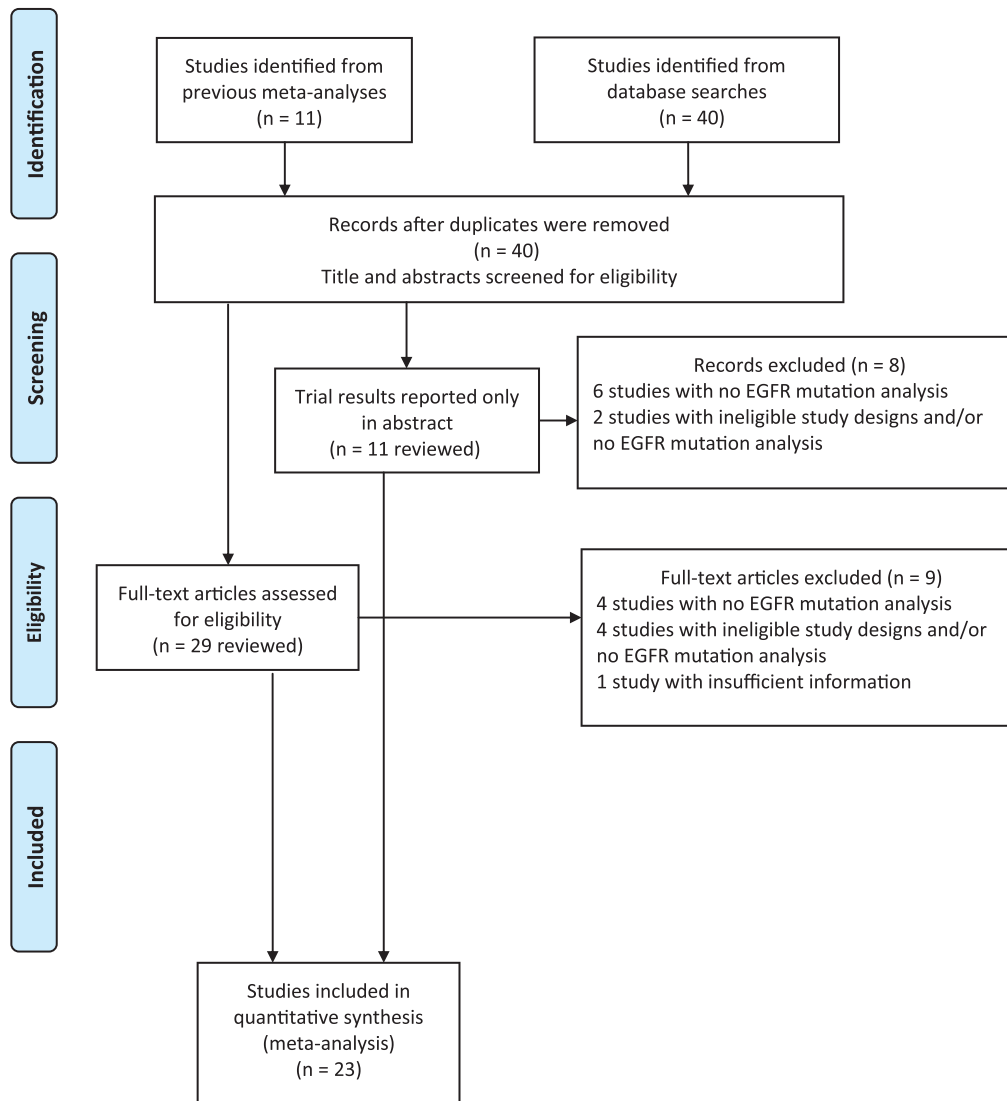 Identification
Studies identified from
previous meta-analyses
(n = 11)
Studies identified from
database searches
(n = 40)
Records after duplicates were removed
(n = 40)
Title and abstracts screened for eligibility
Screening
Trial results reported only
in abstract
(n = 11 reviewed)
Records excluded (n = 8)
6 studies with no EGFR mutation analysis
2 studies with ineligible study designs and/or
no EGFR mutation analysis
Eligibility
Full-text articles assessed
for eligibility
(n = 29 reviewed)
Full-text articles excluded (n = 9)
4 studies with no EGFR mutation analysis
4 studies with ineligible study designs and/or
no EGFR mutation analysis
1 study with insufficient information
Included
Studies included in
quantitative synthesis
(meta-analysis)
(n = 23)